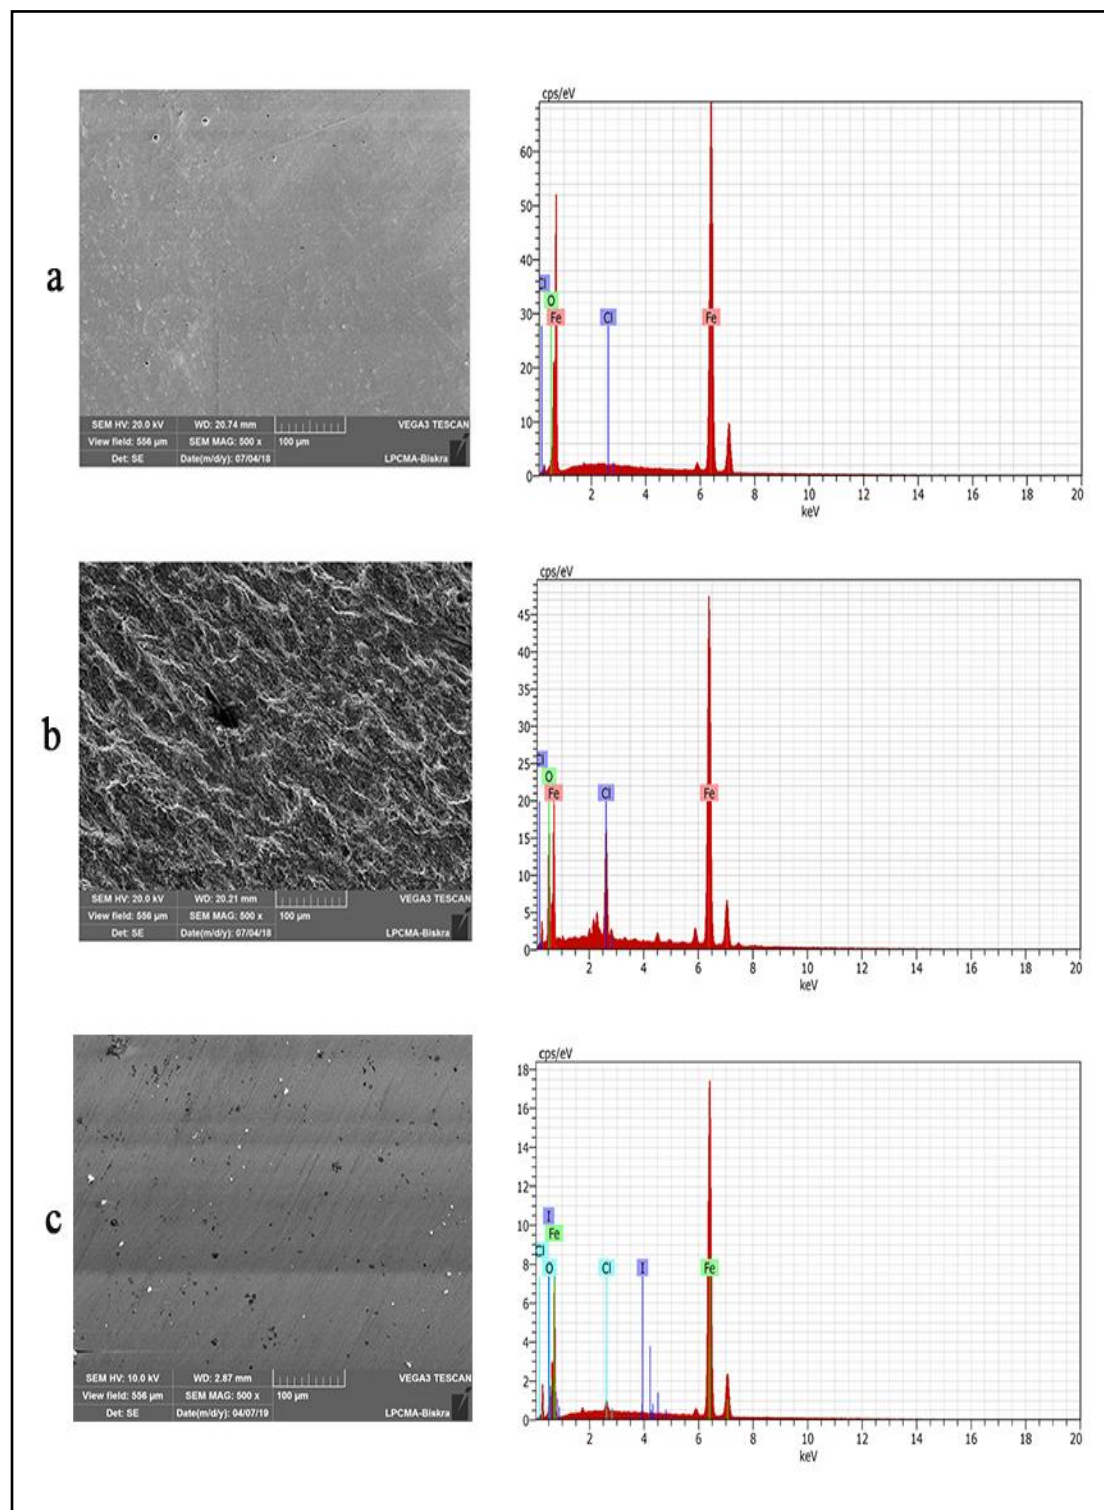 a
SEM HV: 20.0 kV WD: 20.74 mm VEGA3 TESCAN
View field: 556 µm SEM MAG: 500 x 100 µm
Det: SE Date(m/d/y): 07/04/18 LPCMA-Biskra
cps/eV
60
50
40
30
20
10
0
Cl
O
Fe Cl Fe
2 4 6 8 10 12 14 16 18 20
keV
b
SEM HV: 20.0 kV WD: 20.21 mm VEGA3 TESCAN
View field: 556 µm SEM MAG: 500 x 100 µm
Det: SE Date(m/d/y): 07/04/18 LPCMA-Biskra
cps/eV
45
40
35
30
25
20
15
10
5
0
Cl
O
Fe Cl Fe
2 4 6 8 10 12 14 16 18 20
keV
c
SEM HV: 10.0 kV WD: 2.87 mm VEGA3 TESCAN
View field: 556 µm SEM MAG: 500 x 100 µm
Det: SE Date(m/d/y): 04/07/19 LPCMA-Biskra
cps/eV
18
16
14
12
10
8
6
4
2
0
I
Fe
Cl
O Cl I Fe
2 4 6 8 10 12 14 16 18 20
keV